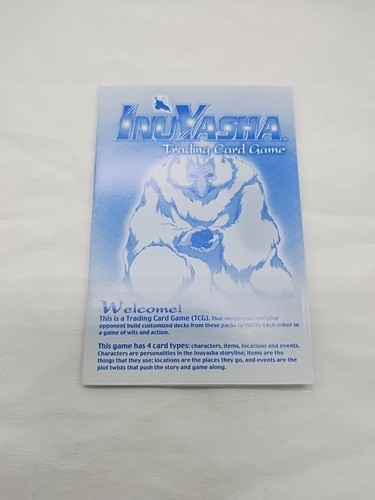 INUYASHA™
Trading Card Game
Welcome!
This is a Trading Card Game (TCG). That means you and your
opponent build customized decks from these packs to battle each other in
a game of wits and action.
This game has 4 card types: characters, items, locations and events.
Characters are personalities in the Inuyasha storyline; items are the
things that they use; locations are the places they go, and events are the
plot twists that push the story and game along.